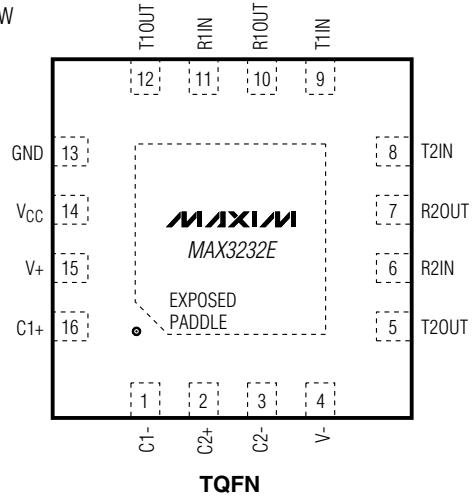 W
T1OUT
R1IN
R1OUT
T1IN
12
11
10
9
GND 13
8 T2IN
VCC 14
7 R2OUT
MAXIM
MAX3232E
V+ 15
6 R2IN
EXPOSED
PADDLE
C1+ 16
5 T2OUT
1
2
3
4
C1-
C2+
C2-
V-
TQFN